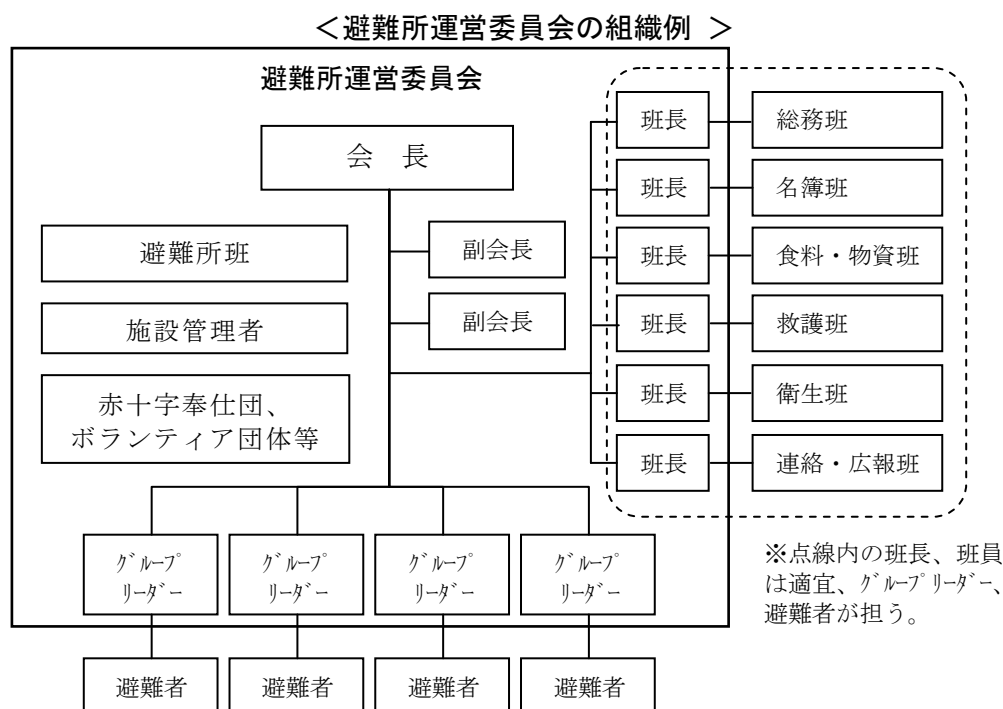 ＜避難所運営委員会の組織例 ＞
避難所運営委員会
会　長
副会長
副会長
避難所班
施設管理者
赤十字奉仕団、
ボランティア団体等
班長
総務班
班長
名簿班
班長
食料・物資班
班長
救護班
班長
衛生班
班長
連絡・広報班
ｸﾞﾙｰﾌﾟ
ﾘｰﾀﾞｰ
ｸﾞﾙｰﾌﾟ
ﾘｰﾀﾞｰ
ｸﾞﾙｰﾌﾟ
ﾘｰﾀﾞｰ
ｸﾞﾙｰﾌﾟ
ﾘｰﾀﾞｰ
※点線内の班長、班員
は適宜、ｸﾞﾙｰﾌﾟﾘｰﾀﾞｰ、
避難者が担う。
避難者
避難者
避難者
避難者